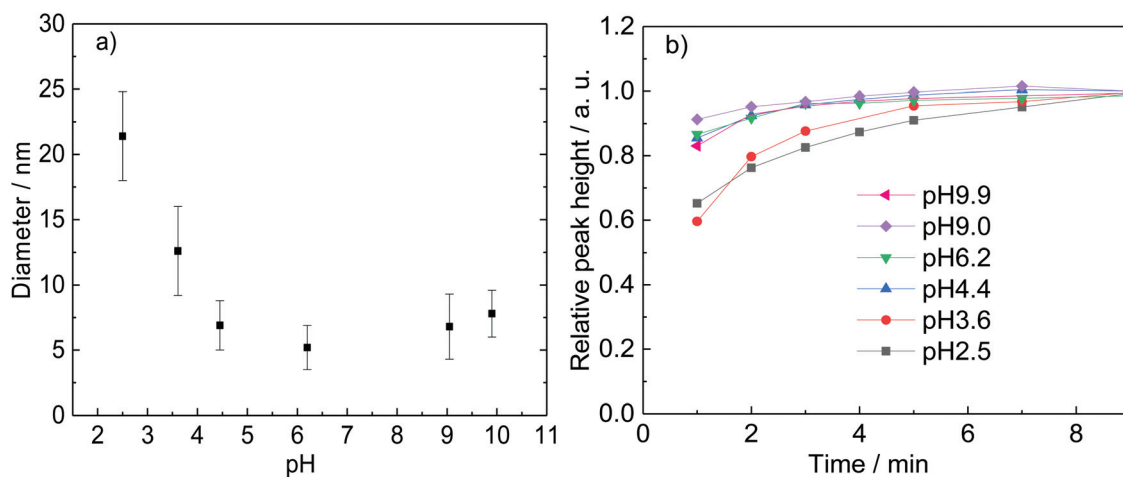 a)
Diameter / nm
30
25
20
15
10
5
0
2 3 4 5 6 7 8 9 10 11
pH
b)
Relative peak height / a. u.
1.2
1.0
0.8
0.6
0.4
0.2
0.0
0 2 4 6 8
Time / min
pH9.9
pH9.0
pH6.2
pH4.4
pH3.6
pH2.5